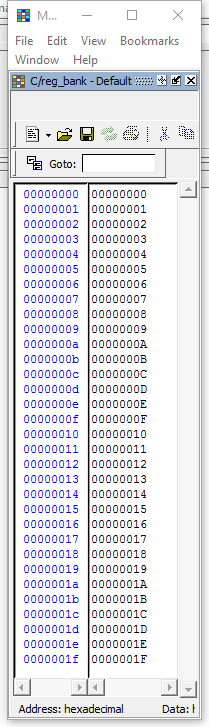 M...
File Edit View Bookmarks
Window Help
C/reg_bank - Default
Goto:
00000000 00000000
00000001 00000001
00000002 00000002
00000003 00000003
00000004 00000004
00000005 00000005
00000006 00000006
00000007 00000007
00000008 00000008
00000009 00000009
0000000a 0000000A
0000000b 0000000B
0000000c 0000000C
0000000d 0000000D
0000000e 0000000E
0000000f 0000000F
00000010 00000010
00000011 00000011
00000012 00000012
00000013 00000013
00000014 00000014
00000015 00000015
00000016 00000016
00000017 00000017
00000018 00000018
00000019 00000019
0000001a 0000001A
0000001b 0000001B
0000001c 0000001C
0000001d 0000001D
0000001e 0000001E
0000001f 0000001F
Address: hexadecimal Data: h